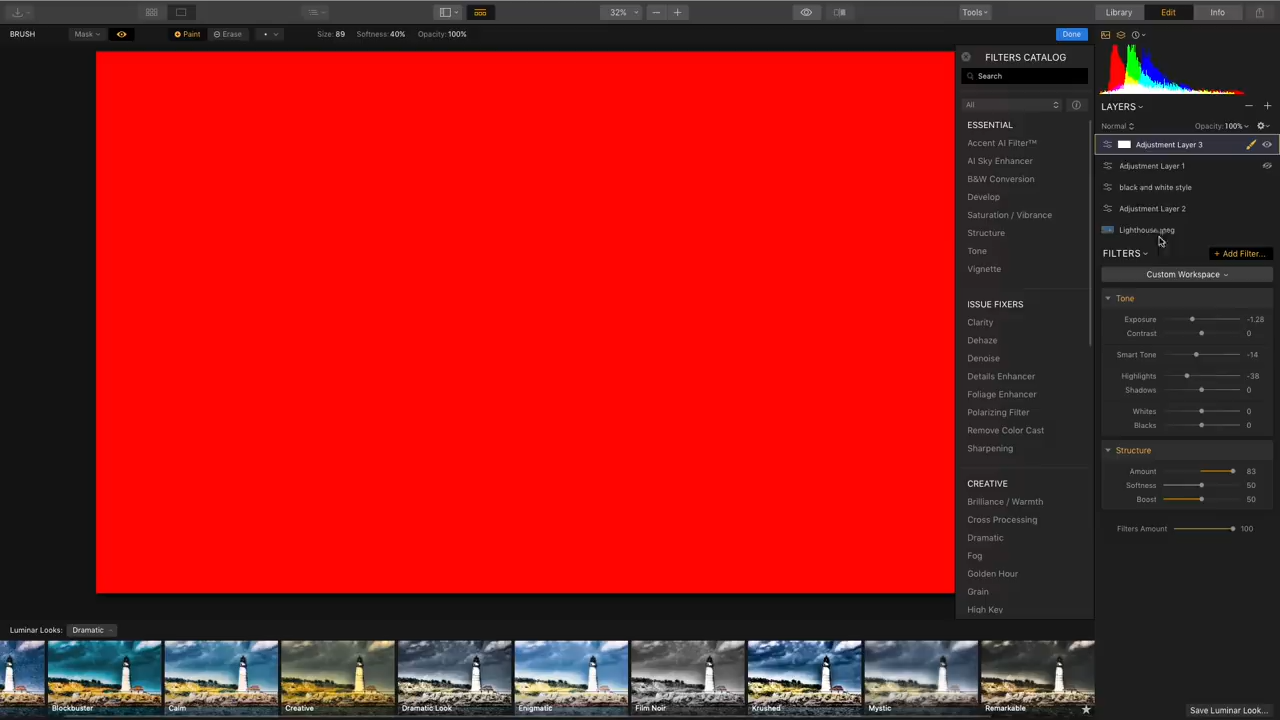 32%
Tools
Library
Edit
Info
BRUSH
Mask
Paint
Erase
Size: 89
Softness: 40%
Opacity: 100%
Done
FILTERS CATALOG
Search
All
ESSENTIAL
Accent AI Filter™
AI Sky Enhancer
B&W Conversion
Develop
Saturation / Vibrance
Structure
Tone
Vignette
ISSUE FIXERS
Clarity
Dehaze
Denoise
Details Enhancer
Foliage Enhancer
Polarizing Filter
Remove Color Cast
Sharpening
CREATIVE
Brilliance / Warmth
Cross Processing
Dramatic
Fog
Golden Hour
Grain
High Key
LAYERS
Normal
Opacity: 100%
Adjustment Layer 3
Adjustment Layer 1
black and white style
Adjustment Layer 2
Lighthouse.jpeg
FILTERS
+ Add Filter...
Custom Workspace
Tone
Exposure -1.28
Contrast 0
Smart Tone -14
Highlights -38
Shadows 0
Whites 0
Blacks 0
Structure
Amount 83
Softness 50
Boost 50
Filters Amount 100
Luminar Looks: Dramatic
Blockbuster
Calm
Creative
Dramatic Look
Enigmatic
Film Noir
Krushed
Mystic
Remarkable
Save Luminar Look...